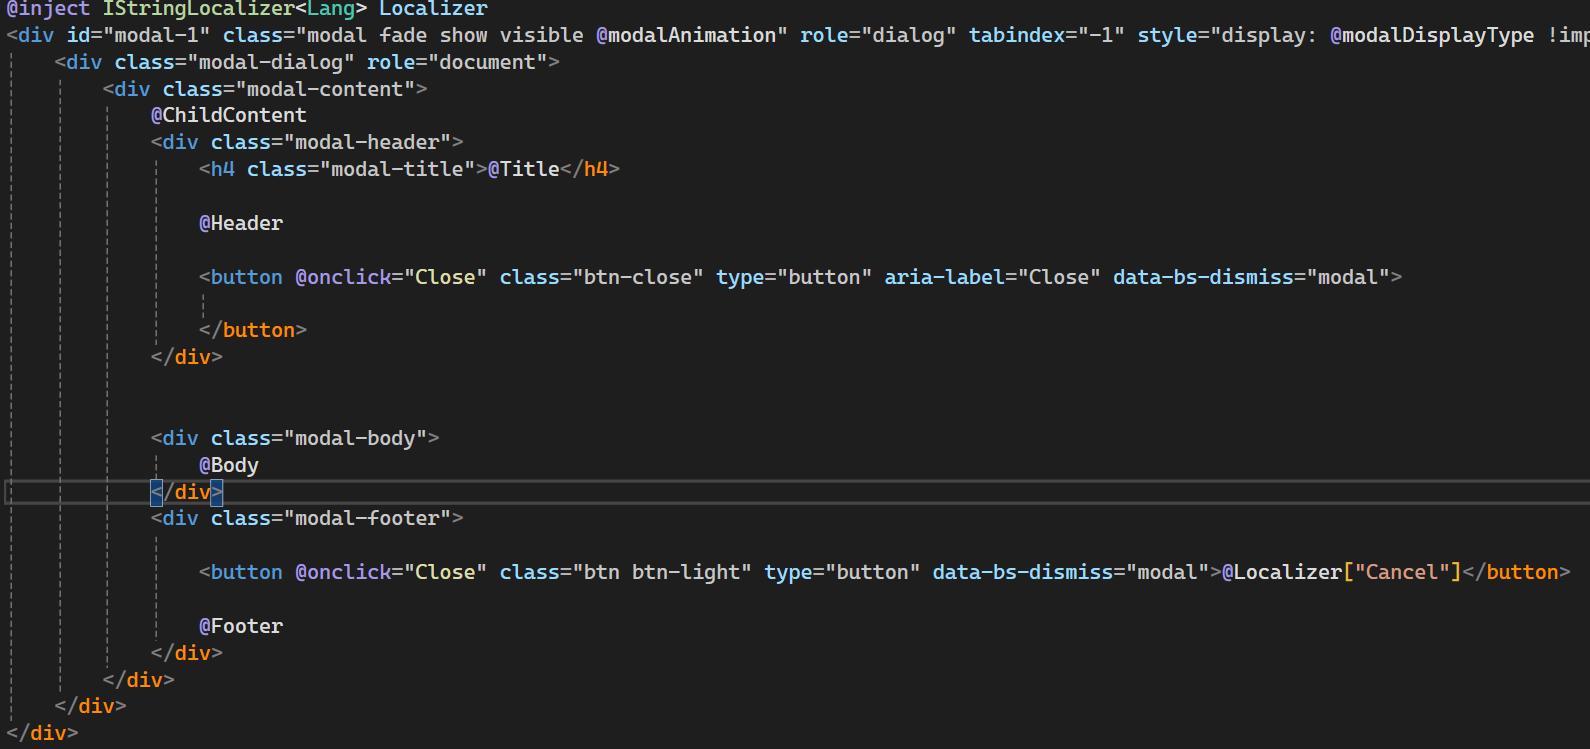 @inject IStringLocalizer<Lang> Localizer
<div id="modal-1" class="modal fade show visible @modalAnimation" role="dialog" tabindex="-1" style="display: @modalDisplayType
<div class="modal-dialog" role="document">
<div class="modal-content">
@ChildContent
<div class="modal-header">
<h4 class="modal-title">@Title</h4>
@Header
<button @onclick="Close" class="btn-close" type="button" aria-label="Close" data-bs-dismiss="modal">
</button>
</div>
<div class="modal-body">
@Body
</div>
<div class="modal-footer">
<button @onclick="Close" class="btn btn-light" type="button" data-bs-dismiss="modal">@Localizer["Cancel"]</button>
@Footer
</div>
</div>
</div>
</div>